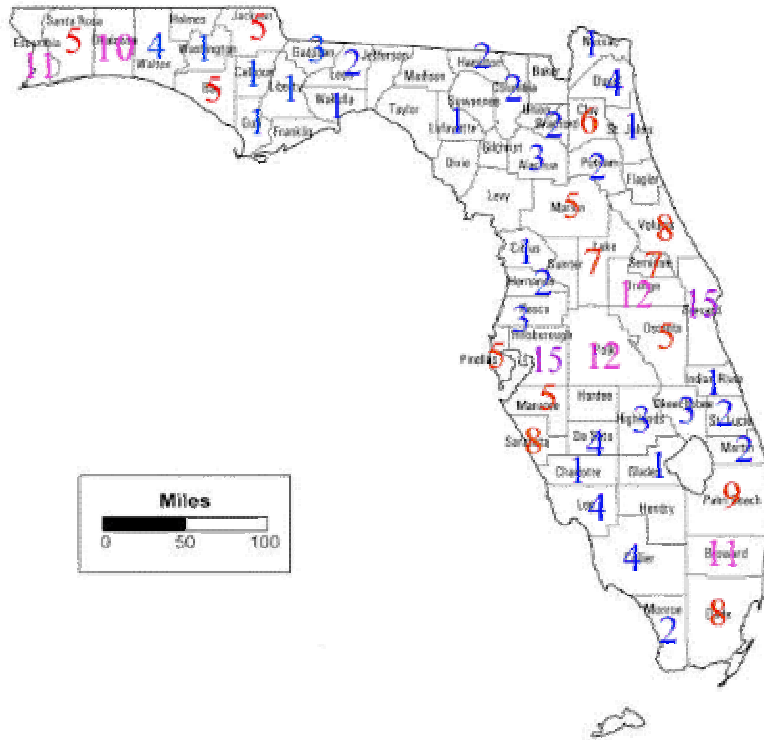 Holmes
Jackson
5
Santa Rosa
5
Escambia
11
Okaloosa
10
4
Walton
Washington
1
Gadsden
3
Leon
2
Jefferson
Madison
Hamilton
2
Nassau
1
Baker
Duval
4
Calhoun
1
Liberty
1
Wakulla
1
Bay
5
Gulf
1
Franklin
Taylor
Suwannee
Columbia
2
Lafayette
1
Union
Bradford
2
Clay
6
St. Johns
1
Gilchrist
Dixie
Alachua
3
Putnam
2
Flagler
Levy
Marion
5
Volusia
8
Citrus
1
Sumter
Lake
7
Seminole
7
Hernando
2
Orange
12
Brevard
15
Pasco
3
Osceola
5
Hillsborough
15
Pinellas
5
Polk
12
Indian River
1
Manatee
5
Hardee
Highlands
3
Okeechobee
3
St. Lucie
2
Sarasota
8
De Soto
4
Martin
2
Charlotte
1
Glades
1
Lee
4
Hendry
Palm Beach
9
Collier
4
Broward
11
Monroe
2
Dade
8
Miles
0 50 100